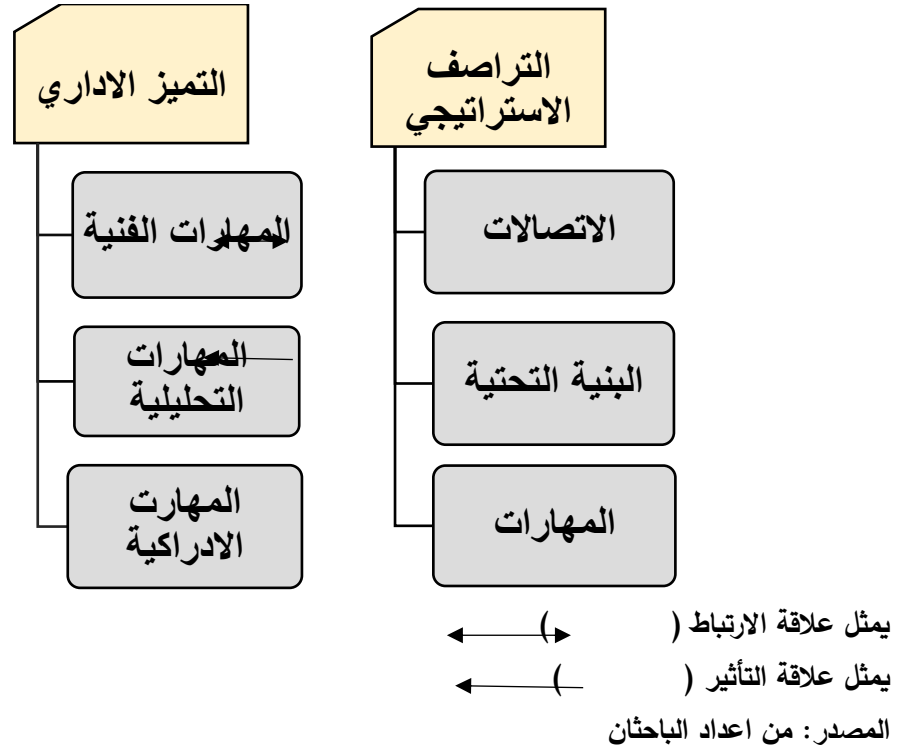 التراصف
الاستراتيجي
الاتصالات
البنية التحتية
المهارات
التميز الاداري
المهارات الفنية
المهارات
التحليلية
المهارت
الادراكية
يمثل علاقة الارتباط ( )
يمثل علاقة التأثير ( )
المصدر: من اعداد الباحثان